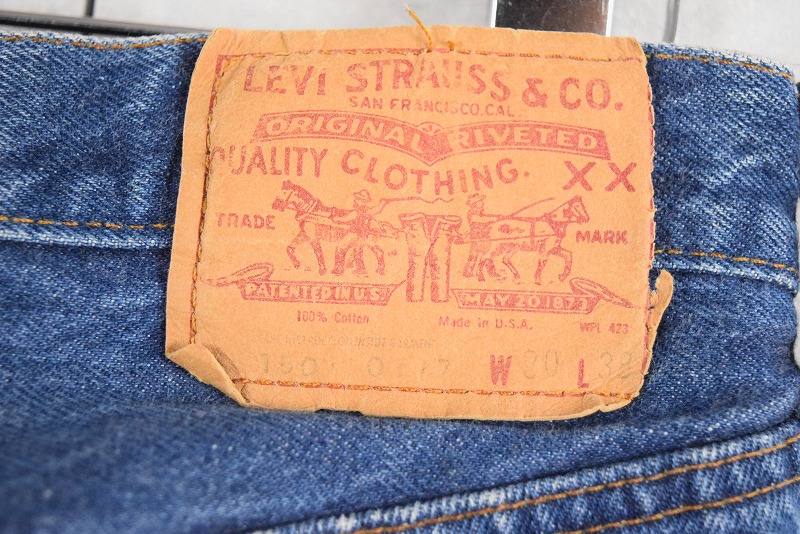 LEVI STRAUSS & CO.
SAN FRANCISCO, CAL.
ORIGINAL RIVETED
QUALITY CLOTHING. XX
TRADE MARK
PATENTED IN U.S. MAY 20 1873
100% Cotton Made in U.S.A. WPL 423
W 30 L